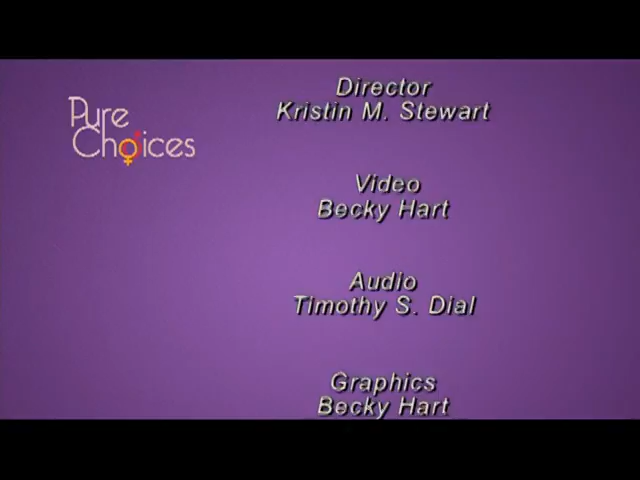 Pure
Choices
Director
Kristin M. Stewart
Video
Becky Hart
Audio
Timothy S. Dial
Graphics
Becky Hart